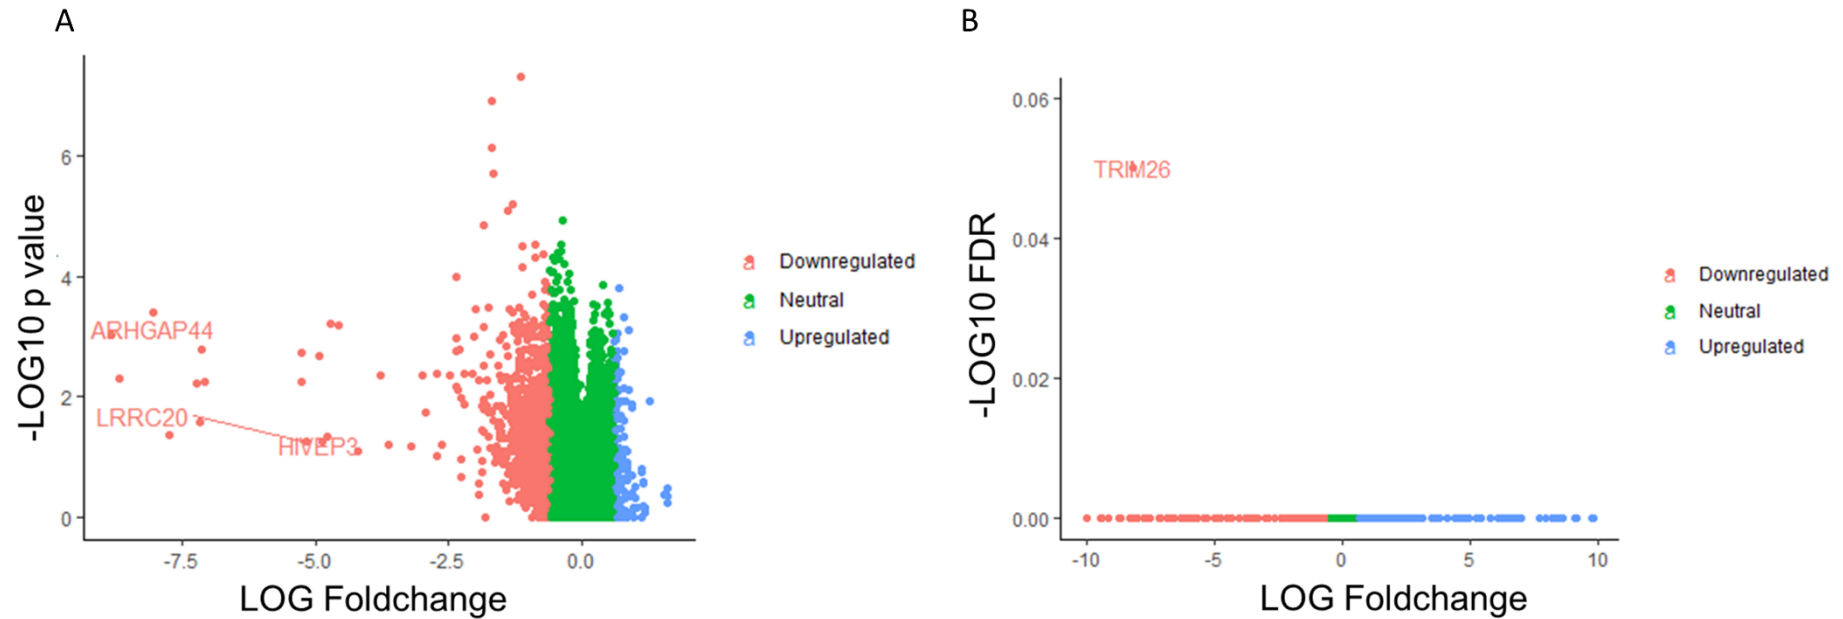 A
-LOG10 p value
6
4
2
0
ARHGAP44
LRRC20
HIVEP3
-7.5
-5.0
-2.5
0.0
LOG Foldchange
a Downregulated
a Neutral
a Upregulated
B
-LOG10 FDR
0.06
0.04
0.02
0.00
TRIM26
-10
-5
0
5
10
LOG Foldchange
a Downregulated
a Neutral
a Upregulated